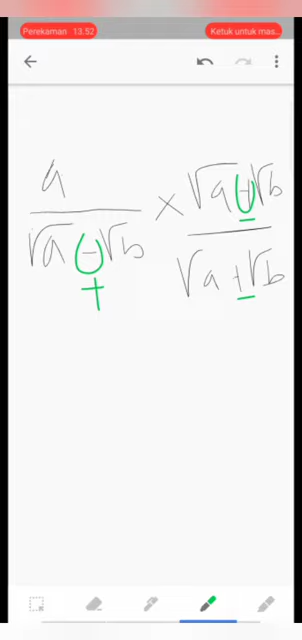 Perekaman 13.52 Ketuk untuk mas...
a
√a - √b × √a + √b
√a + √b
+